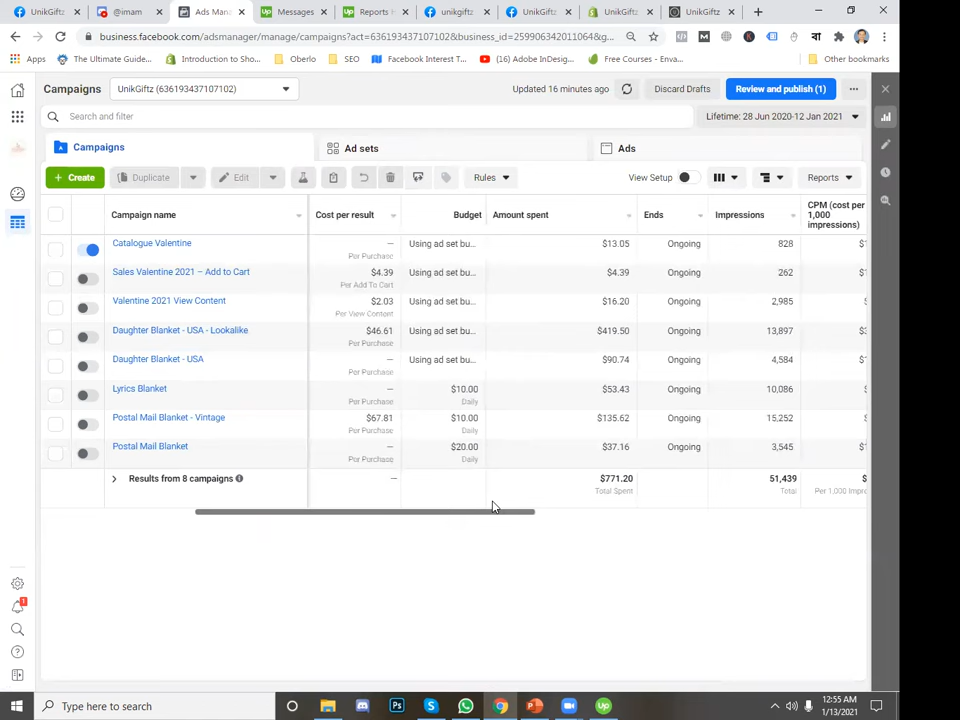 UnikGiftz
@imam
Ads Mana
Messages
Reports h
unikgiftz
UnikGiftz
UnikGiftz
UnikGiftz
business.facebook.com/adsmanager/manage/campaigns?act=636193437107102&business_id=259906342011064&g...
Apps
The Ultimate Guide...
Introduction to Sho...
Oberlo
SEO
Facebook Interest T...
(16) Adobe InDesig...
Free Courses - Enva...
Other bookmarks
Campaigns
UnikGiftz (636193437107102)
Updated 16 minutes ago
Discard Drafts
Review and publish (1)
Search and filter
Lifetime: 28 Jun 2020-12 Jan 2021
Campaigns
Ad sets
Ads
+ Create
Duplicate
Edit
Rules
View Setup
Reports
Campaign name
Cost per result
Budget
Amount spent
Ends
Impressions
CPM (cost per 1,000 impressions)
Catalogue Valentine — Using ad set bu... $13.05 Ongoing 828
Per Purchase
Sales Valentine 2021 – Add to Cart $4.39 Using ad set bu... $4.39 Ongoing 262
Per Add To Cart
Valentine 2021 View Content $2.03 Using ad set bu... $16.20 Ongoing 2,985
Per View Content
Daughter Blanket - USA - Lookalike $46.61 Using ad set bu... $419.50 Ongoing 13,897
Per Purchase
Daughter Blanket - USA — Using ad set bu... $90.74 Ongoing 4,584
Per Purchase
Lyrics Blanket — $10.00 $53.43 Ongoing 10,086
Per Purchase Daily
Postal Mail Blanket - Vintage $67.81 $10.00 $135.62 Ongoing 15,252
Per Purchase Daily
Postal Mail Blanket — $20.00 $37.16 Ongoing 3,545
Per Purchase Daily
Results from 8 campaigns — $771.20 51,439
Total Spent Total Per 1,000 Impre
1
Type here to search
12:55 AM
1/13/2021